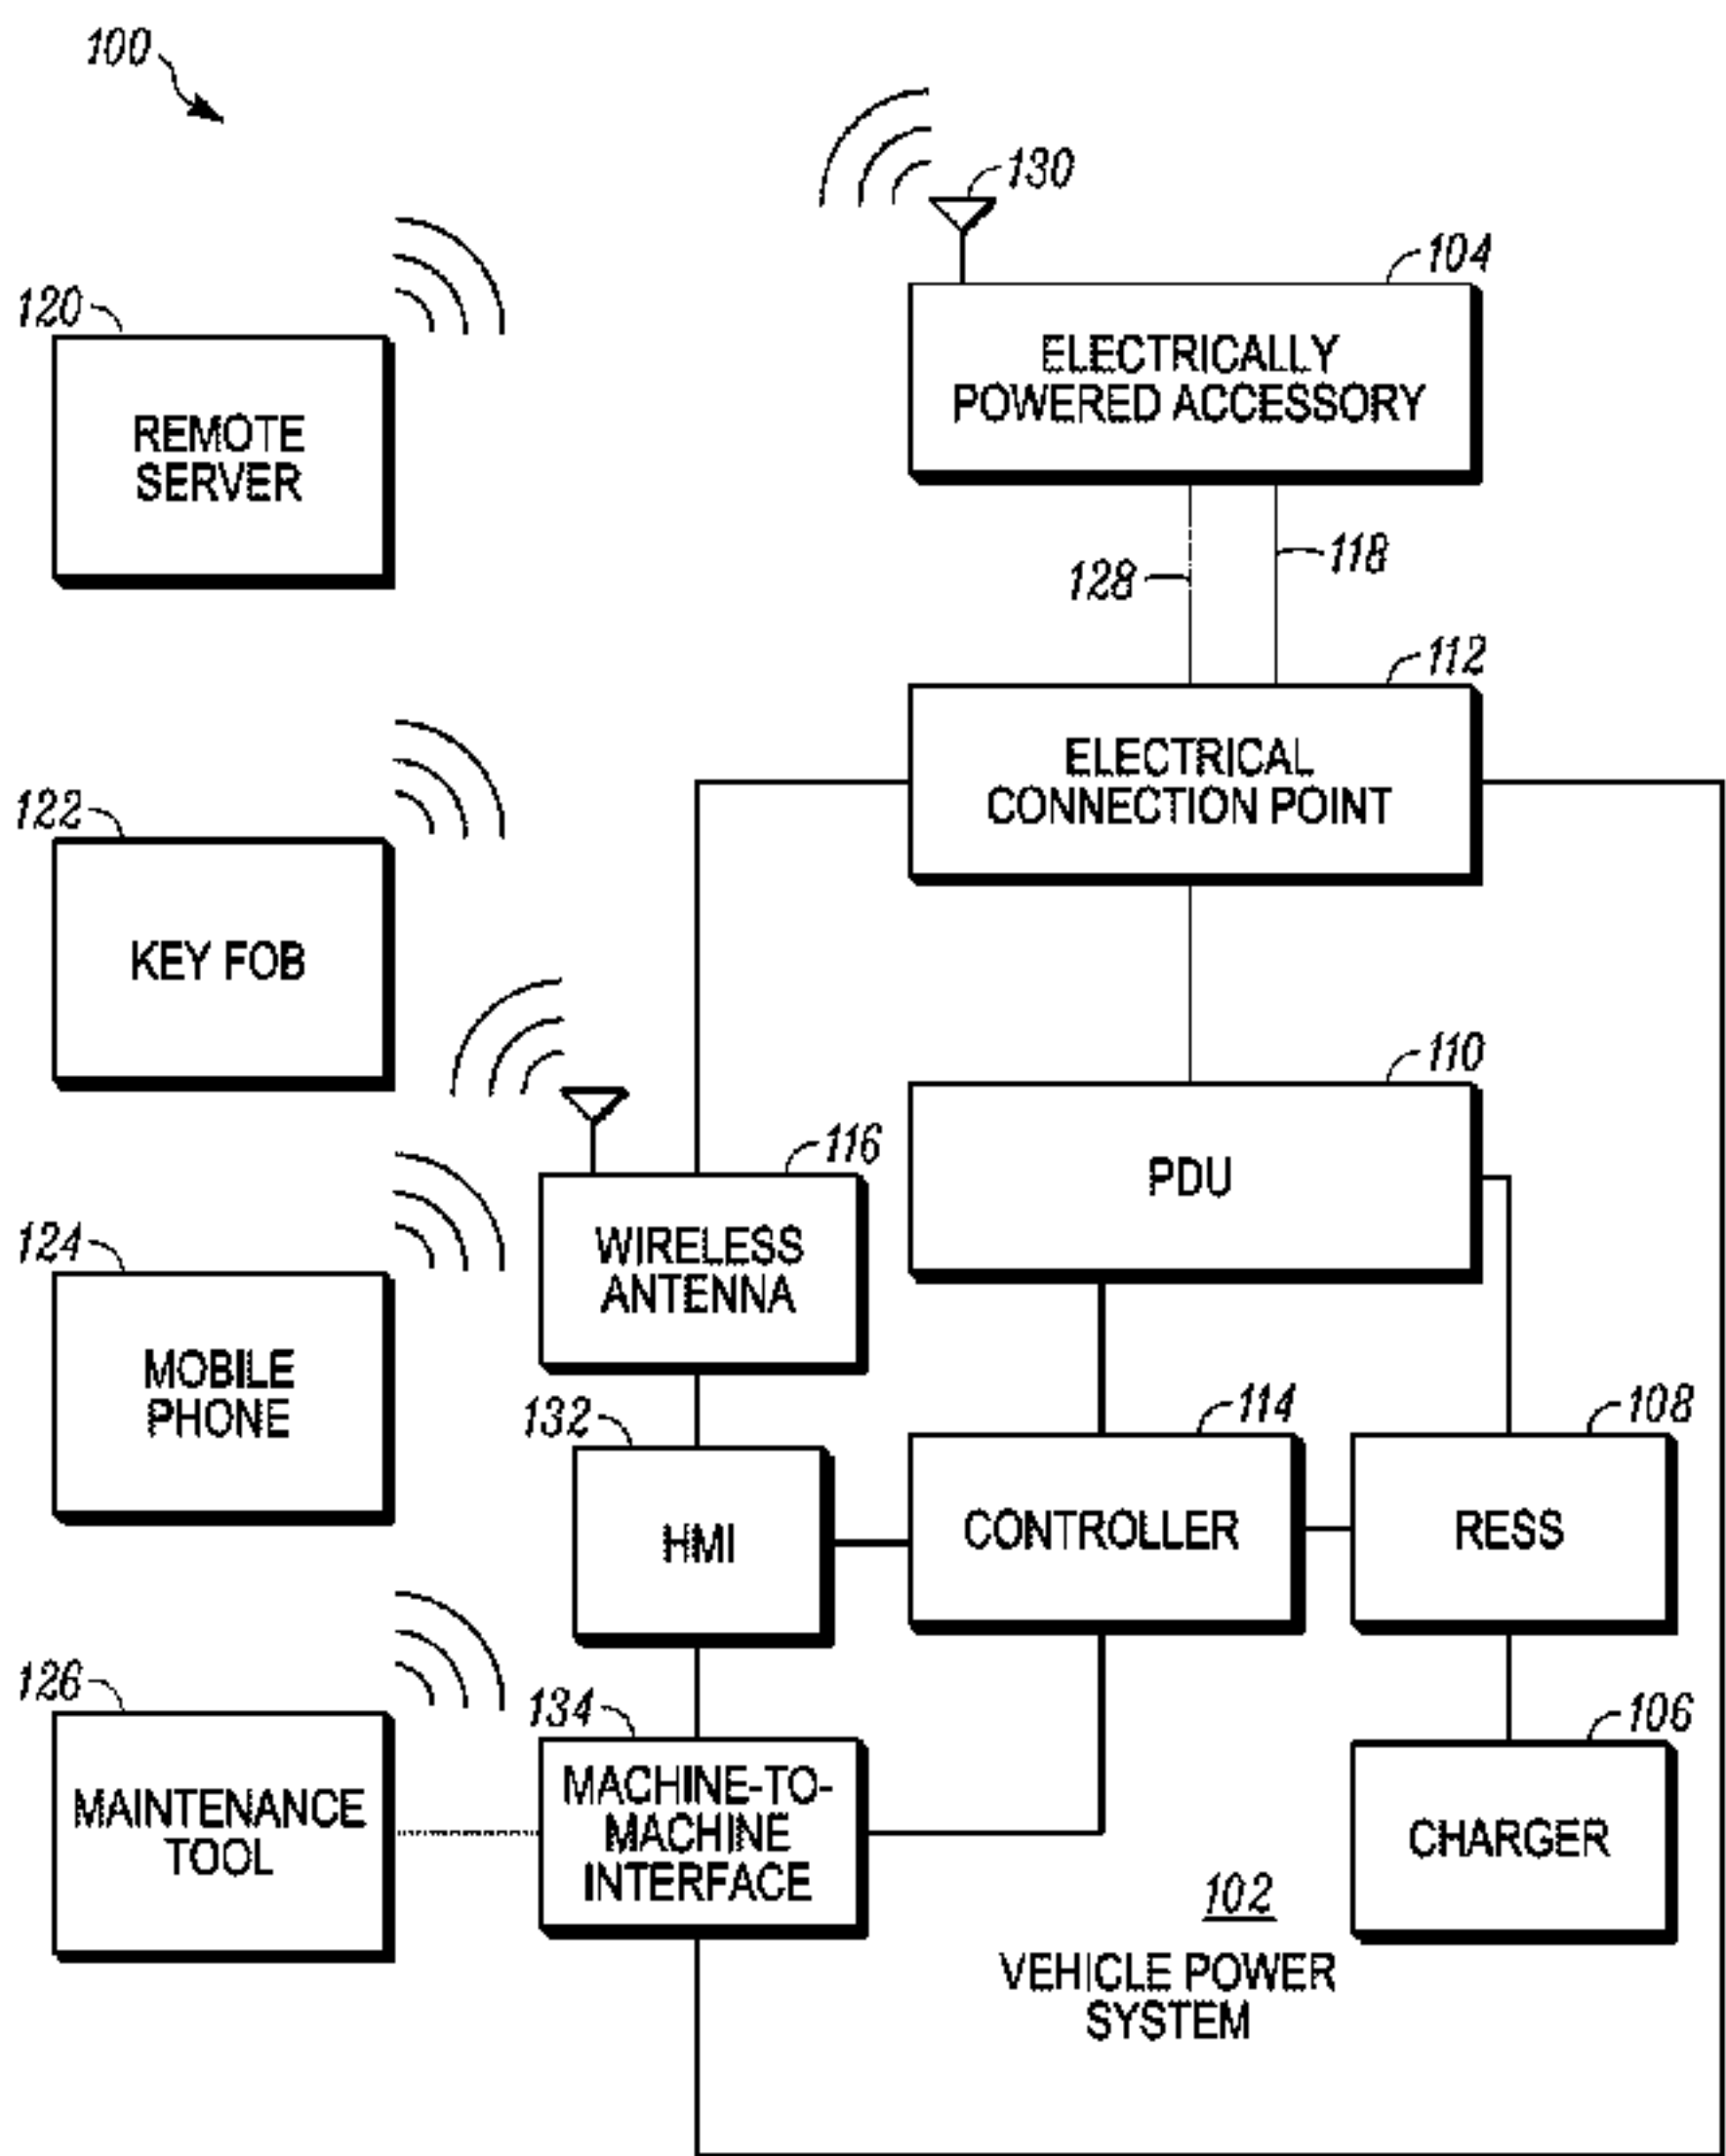 100
130
104
ELECTRICALLY
POWERED ACCESSORY
120
REMOTE
SERVER
128
118
112
ELECTRICAL
CONNECTION POINT
122
KEY FOB
110
PDU
116
WIRELESS
ANTENNA
124
MOBILE
PHONE
132
HMI
114
CONTROLLER
108
RESS
126
MAINTENANCE
TOOL
134
MACHINE-TO-
MACHINE
INTERFACE
106
CHARGER
102
VEHICLE POWER
SYSTEM